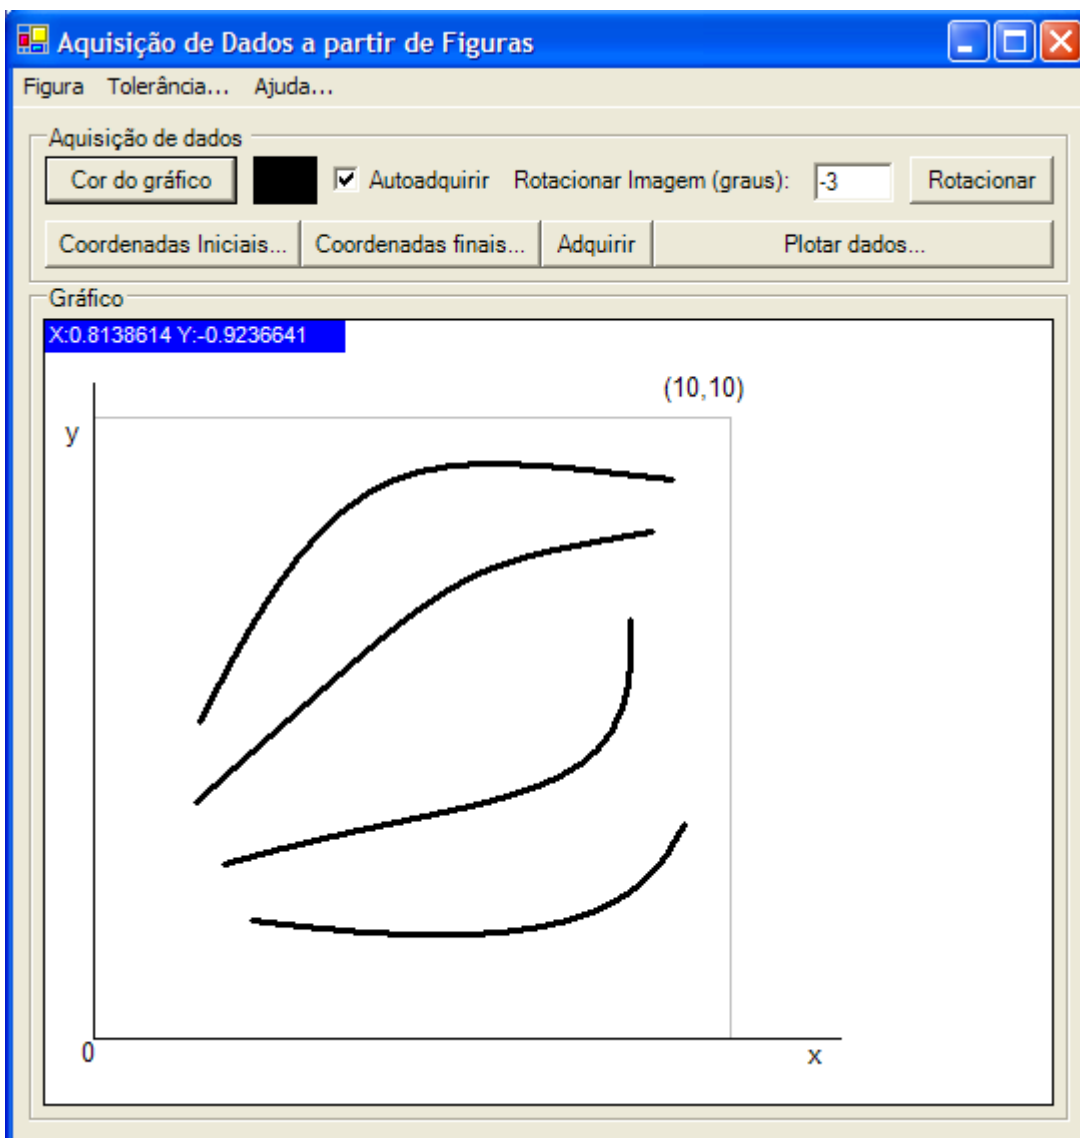 Aquisição de Dados a partir de Figuras
Figura Tolerância... Ajuda...
Aquisição de dados
Cor do gráfico Autoadquirir Rotacionar Imagem (graus): -3 Rotacionar
Coordenadas Iniciais... Coordenadas finais... Adquirir Plotar dados...
Gráfico
X:0.8138614 Y:-0.9236641
(10,10)
y
0
x